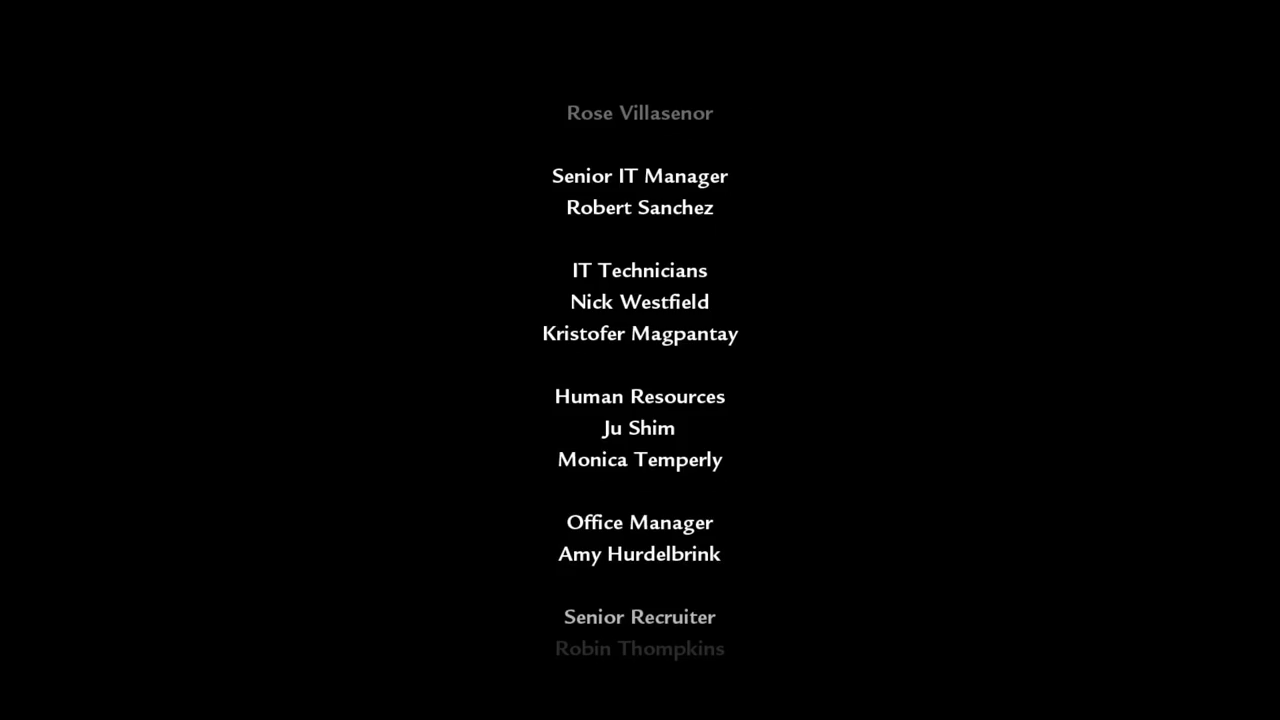 Rose Villasenor
Senior IT Manager
Robert Sanchez
IT Technicians
Nick Westfield
Kristofer Magpantay
Human Resources
Ju Shim
Monica Temperly
Office Manager
Amy Hurdelbrink
Senior Recruiter
Robin Thompkins